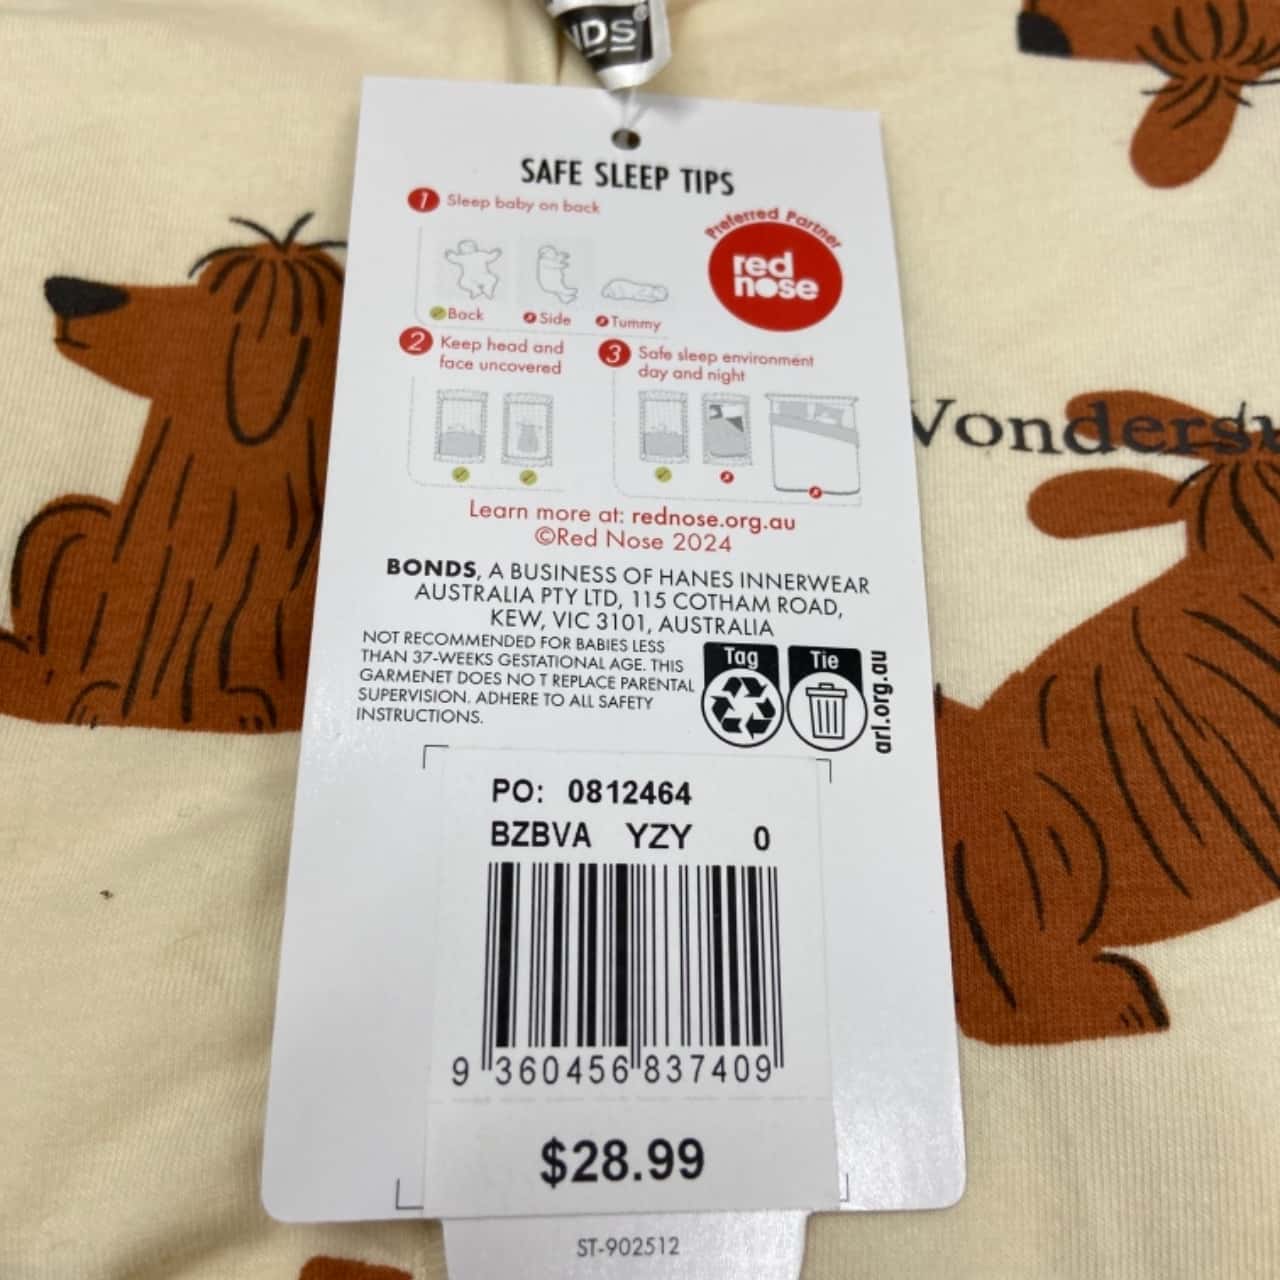 NDS
SAFE SLEEP TIPS
1 Sleep baby on back
Preferred Partner
red
nose
Back
Side
Tummy
2 Keep head and
face uncovered
3 Safe sleep environment
day and night
Learn more at: rednose.org.au
©Red Nose 2024
BONDS, A BUSINESS OF HANES INNERWEAR
AUSTRALIA PTY LTD, 115 COTHAM ROAD,
KEW, VIC 3101, AUSTRALIA
NOT RECOMMENDED FOR BABIES LESS
THAN 37-WEEKS GESTATIONAL AGE. THIS
GARMENET DOES NO T REPLACE PARENTAL
SUPERVISION. ADHERE TO ALL SAFETY
INSTRUCTIONS.
Tag
Tie
arl.org.au
PO: 0812464
BZBVA YZY 0
9 360456 837409
$28.99
ST-902512
Wondersu